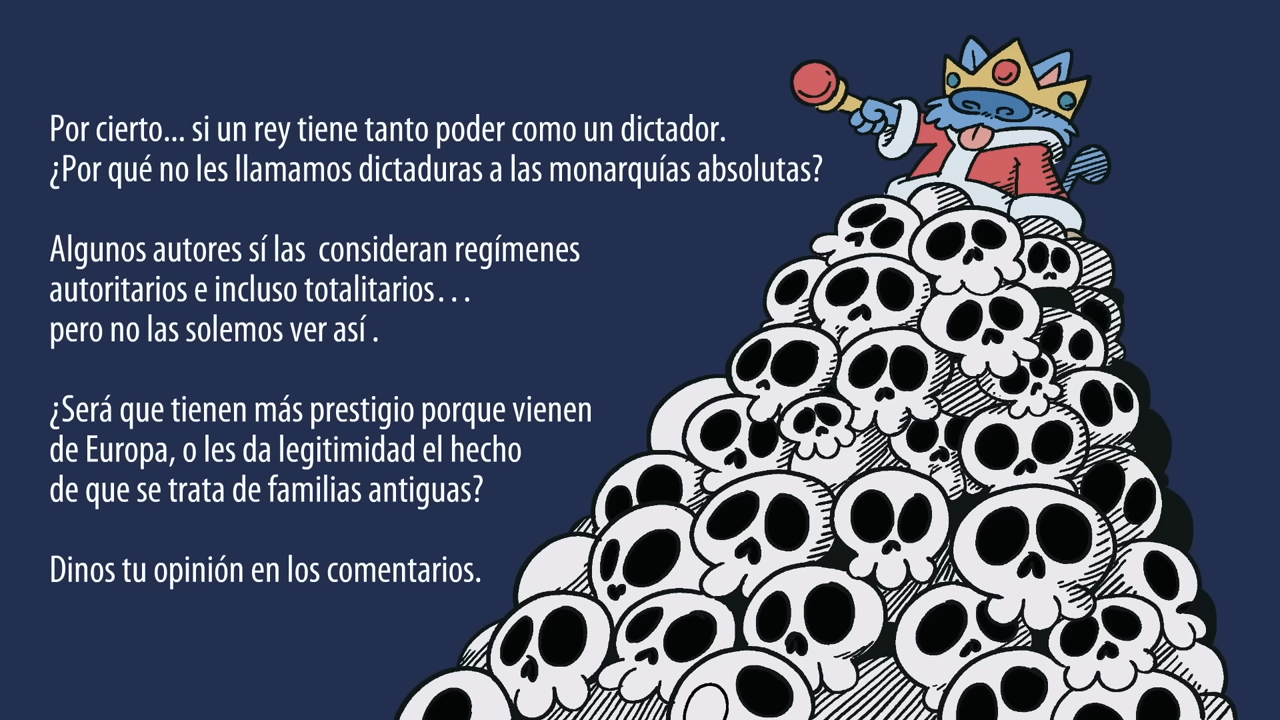 Por cierto... si un rey tiene tanto poder como un dictador.
¿Por qué no les llamamos dictaduras a las monarquías absolutas?
Algunos autores sí las  consideran regímenes
autoritarios e incluso totalitarios...
pero no las solemos ver así .
¿Será que tienen más prestigio porque vienen
de Europa, o les da legitimidad el hecho
de que se trata de familias antiguas?
Dinos tu opinión en los comentarios.